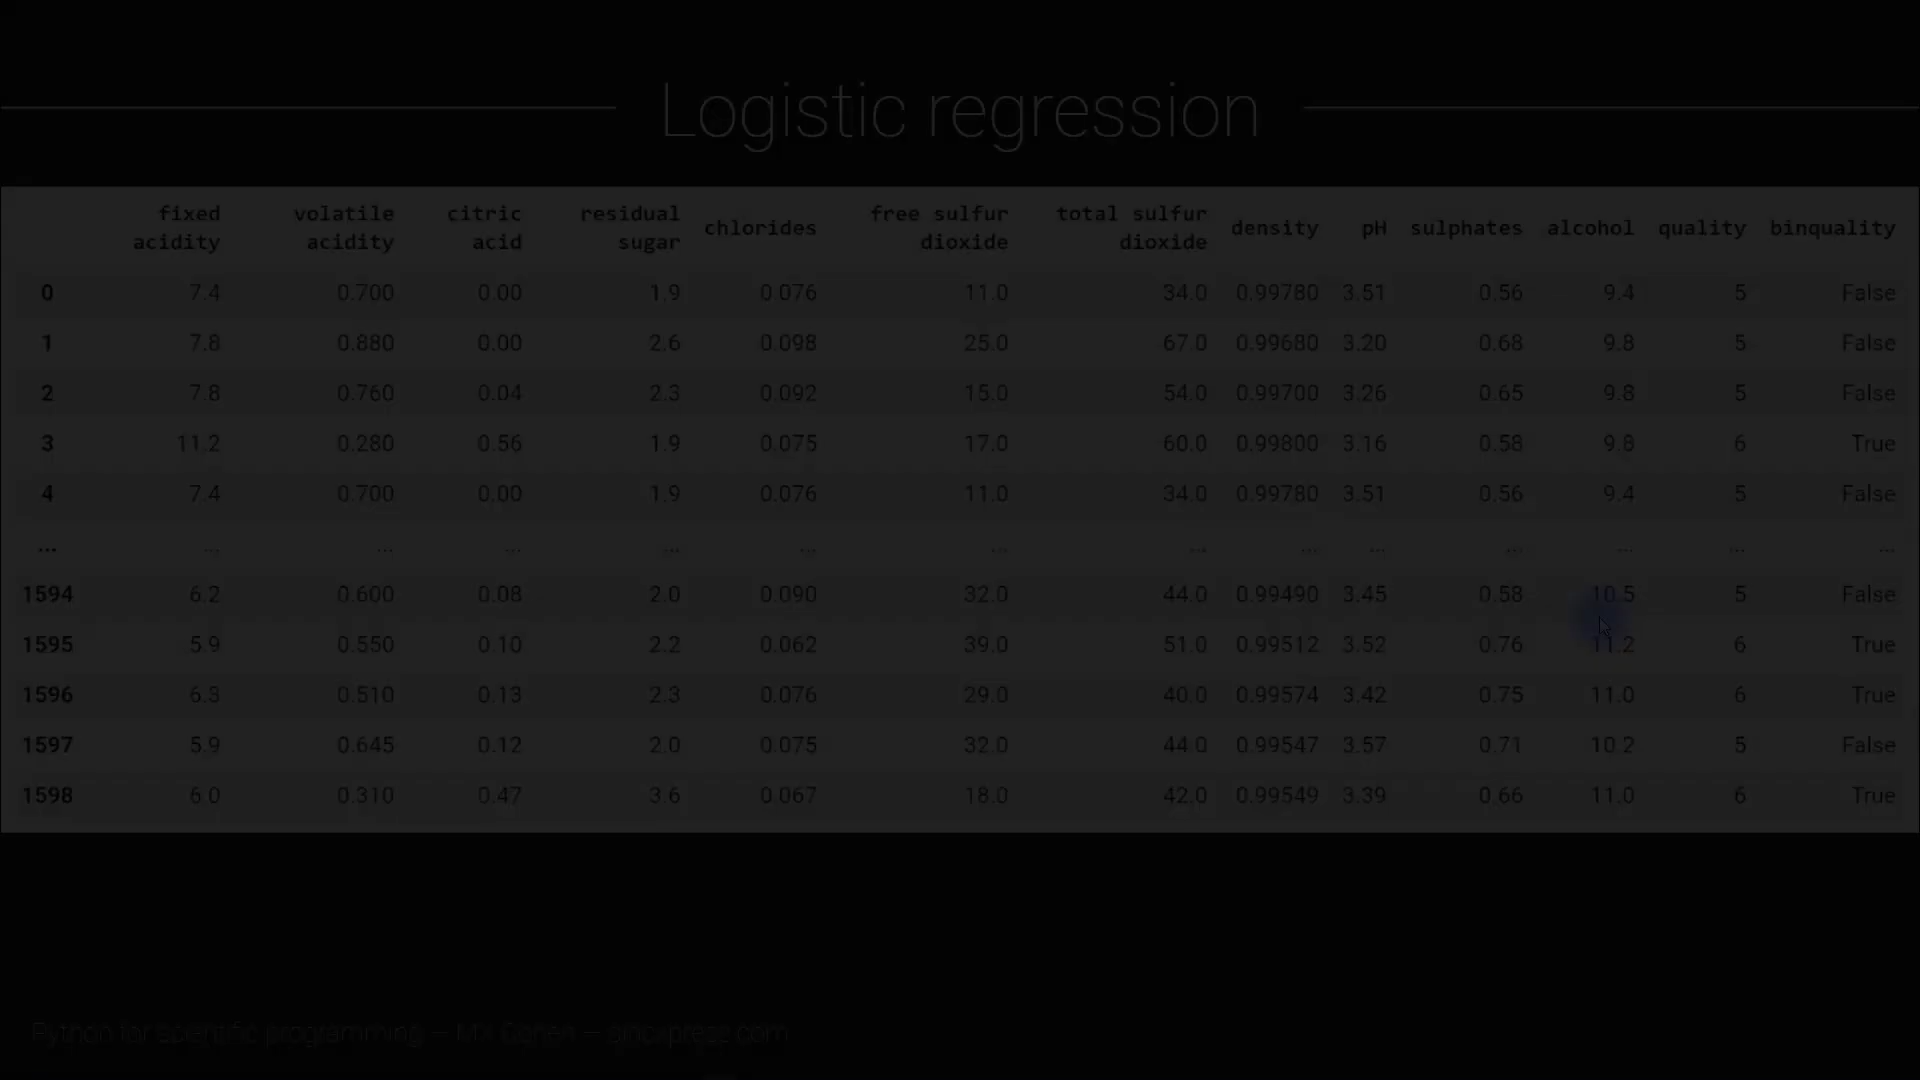 Logistic regression
fixed acidity volatile acidity citric acid residual sugar chlorides free sulfur dioxide total sulfur dioxide density pH sulphates alcohol quality binquality
0 7.4 0.700 0.00 1.9 0.076 11.0 34.0 0.99780 3.51 0.56 9.4 5 False
1 7.8 0.880 0.00 2.6 0.098 25.0 67.0 0.99680 3.20 0.68 9.8 5 False
2 7.8 0.760 0.04 2.3 0.092 15.0 54.0 0.99700 3.26 0.65 9.8 5 False
3 11.2 0.280 0.56 1.9 0.075 17.0 60.0 0.99800 3.16 0.58 9.8 6 True
4 7.4 0.700 0.00 1.9 0.076 11.0 34.0 0.99780 3.51 0.56 9.4 5 False
... ... ... ... ... ... ... ... ... ... ... ... ... ...
1594 6.2 0.600 0.08 2.0 0.090 32.0 44.0 0.99490 3.45 0.58 10.5 5 False
1595 5.9 0.550 0.10 2.2 0.062 39.0 51.0 0.99512 3.52 0.76 11.2 6 True
1596 6.3 0.510 0.13 2.3 0.076 29.0 40.0 0.99574 3.42 0.75 11.0 6 True
1597 5.9 0.645 0.12 2.0 0.075 32.0 44.0 0.99547 3.57 0.71 10.2 5 False
1598 6.0 0.310 0.47 3.6 0.067 18.0 42.0 0.99549 3.39 0.66 11.0 6 True
Python for scientific programming — MX Cohen — sincxpress.com